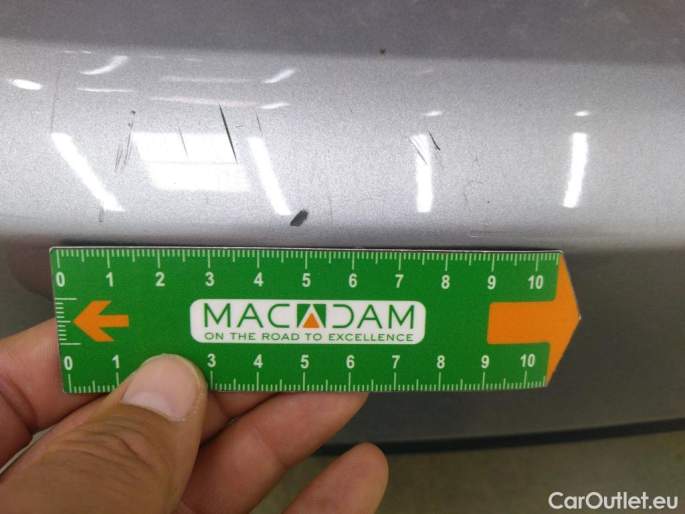 0 1 2 3 4 5 6 7 8 9 10
MACADAM
ON THE ROAD TO EXCELLENCE
0 1 3 4 5 6 7 8 9 10
CarOutlet.eu